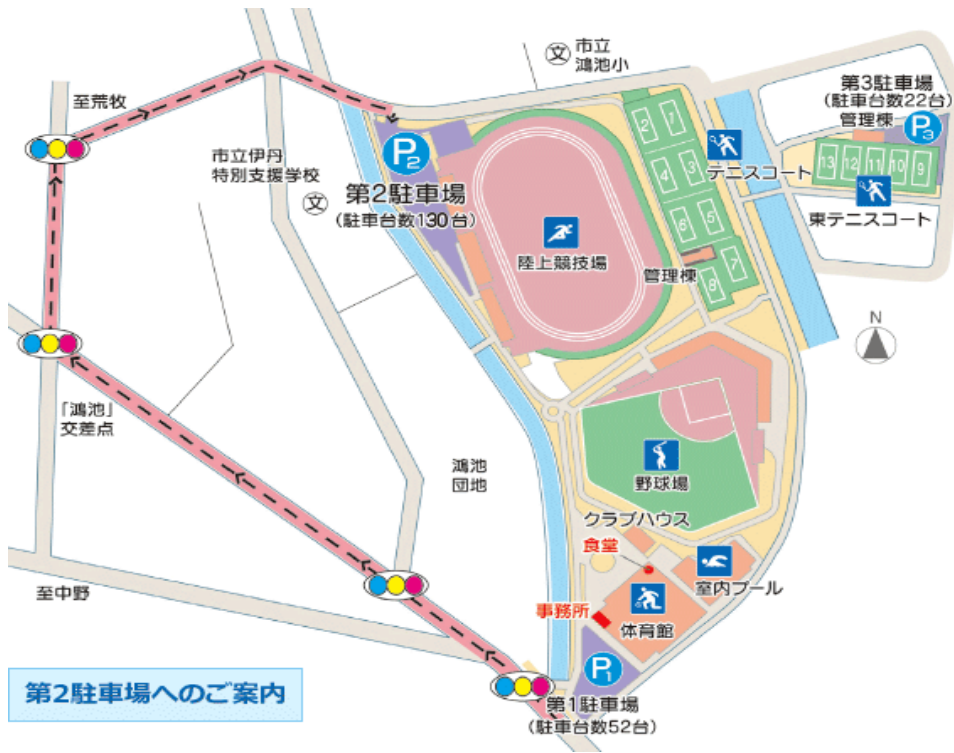 市立
鴻池小
至荒牧
市立伊丹
特別支援学校
文
文
P2
第2駐車場
(駐車台数130台)
陸上競技場
2
1
4
3
6
5
8
7
管理棟
テニスコート
第3駐車場
(駐車台数22台)
管理棟
P3
13
12
11
10
9
東テニスコート
N
「鴻池」
交差点
鴻池
団地
野球場
クラブハウス
食堂
室内プール
事務所
体育館
至中野
P1
第1駐車場
(駐車台数52台)
第2駐車場へのご案内